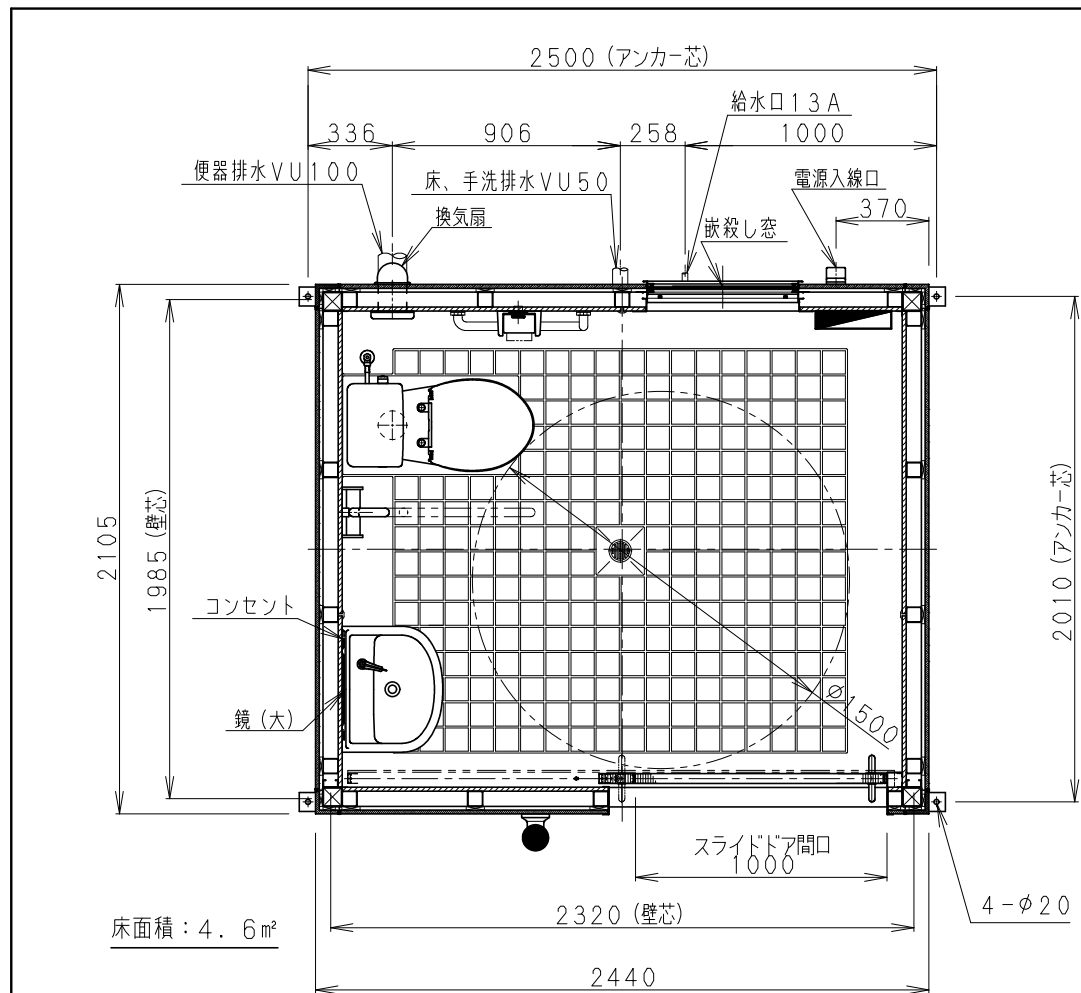 2500(アンカー芯)
給水口13A
336
906
258
1000
便器排水VU100
床、手洗排水VU50
電源入線口
換気扇
嵌殺し窓
370
2105
1985(壁芯)
2010(アンカー芯)
コンセント
φ1500
鏡(大)
スライドドア間口
1000
4-φ20
2320(壁芯)
床面積:4.6㎡
2440